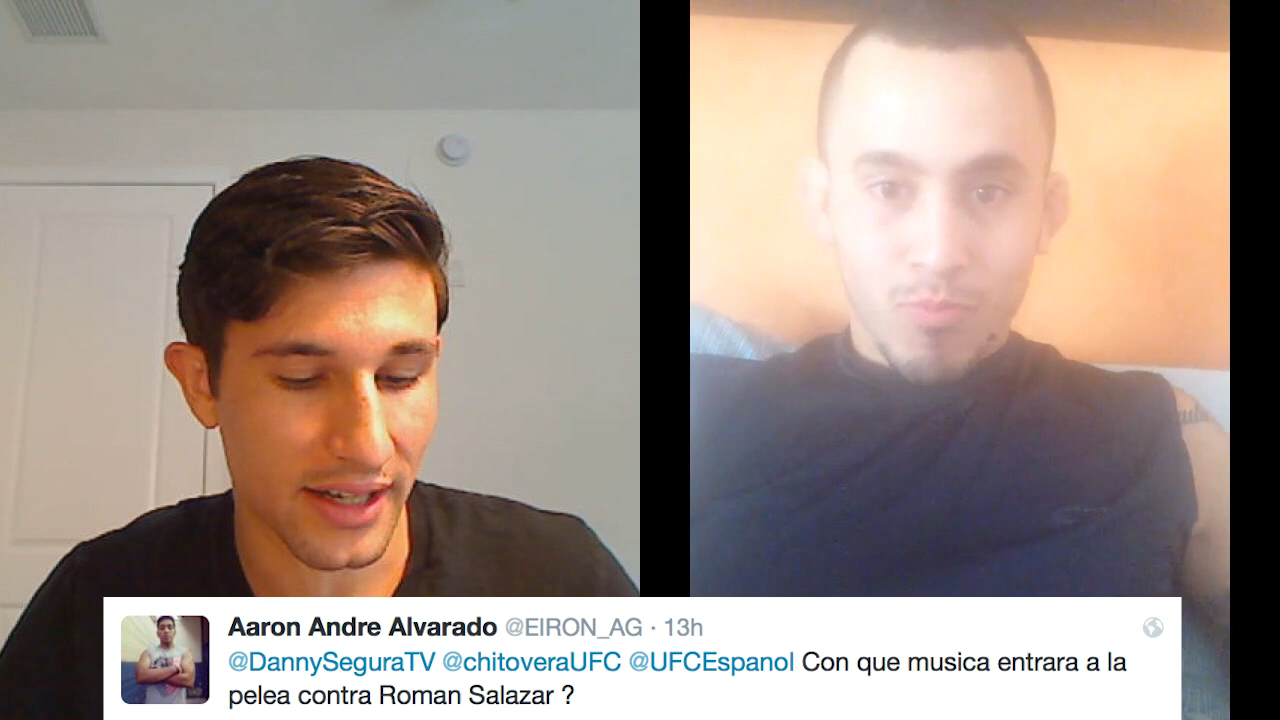 Aaron Andre Alvarado @EIRON_AG · 13h
@DannySeguraTV @chitoveraUFC @UFCEspanol Con que musica entrara a la
pelea contra Roman Salazar ?